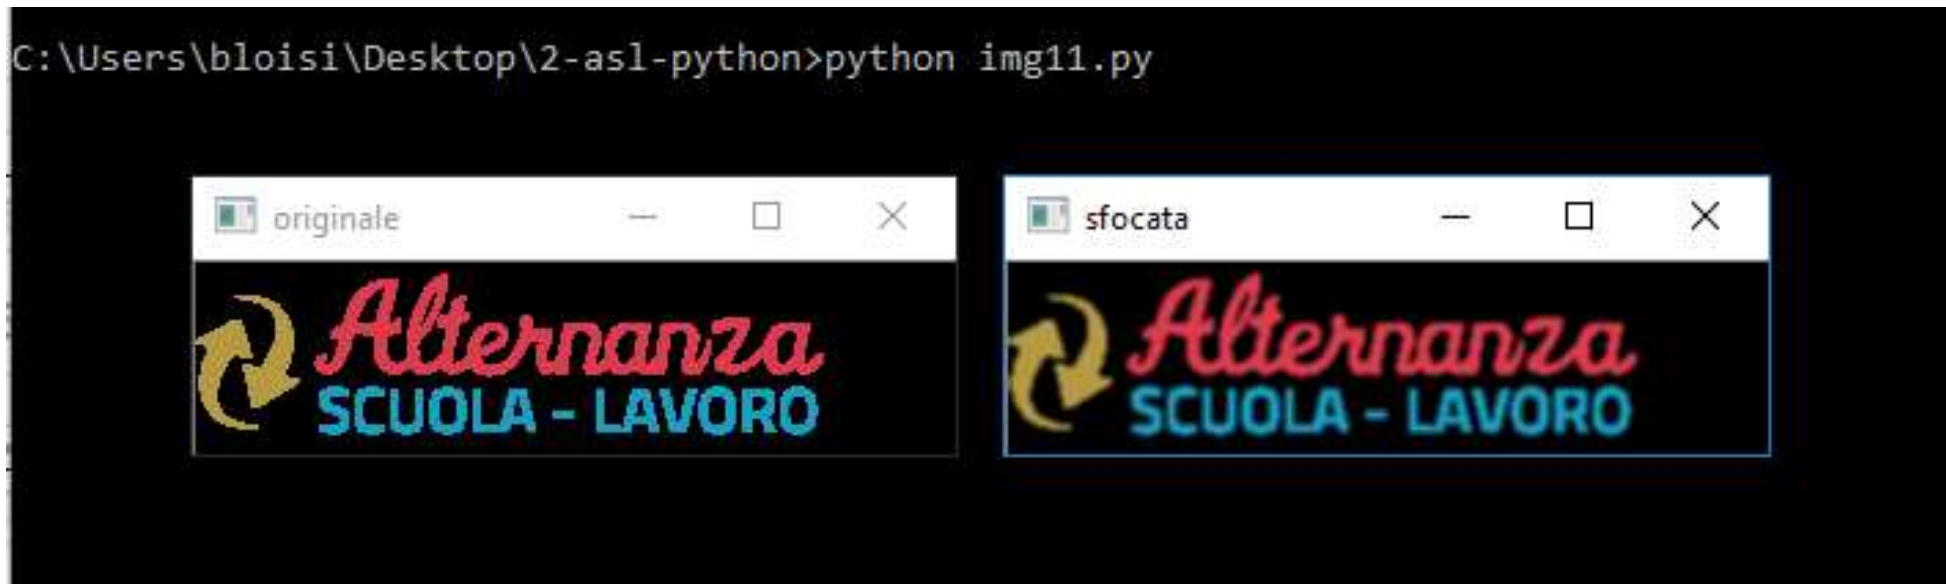 C:\Users\bloisi\Desktop\2-asl-python>python img11.py
originale
Alternanza
SCUOLA - LAVORO
sfocata
Alternanza
SCUOLA - LAVORO